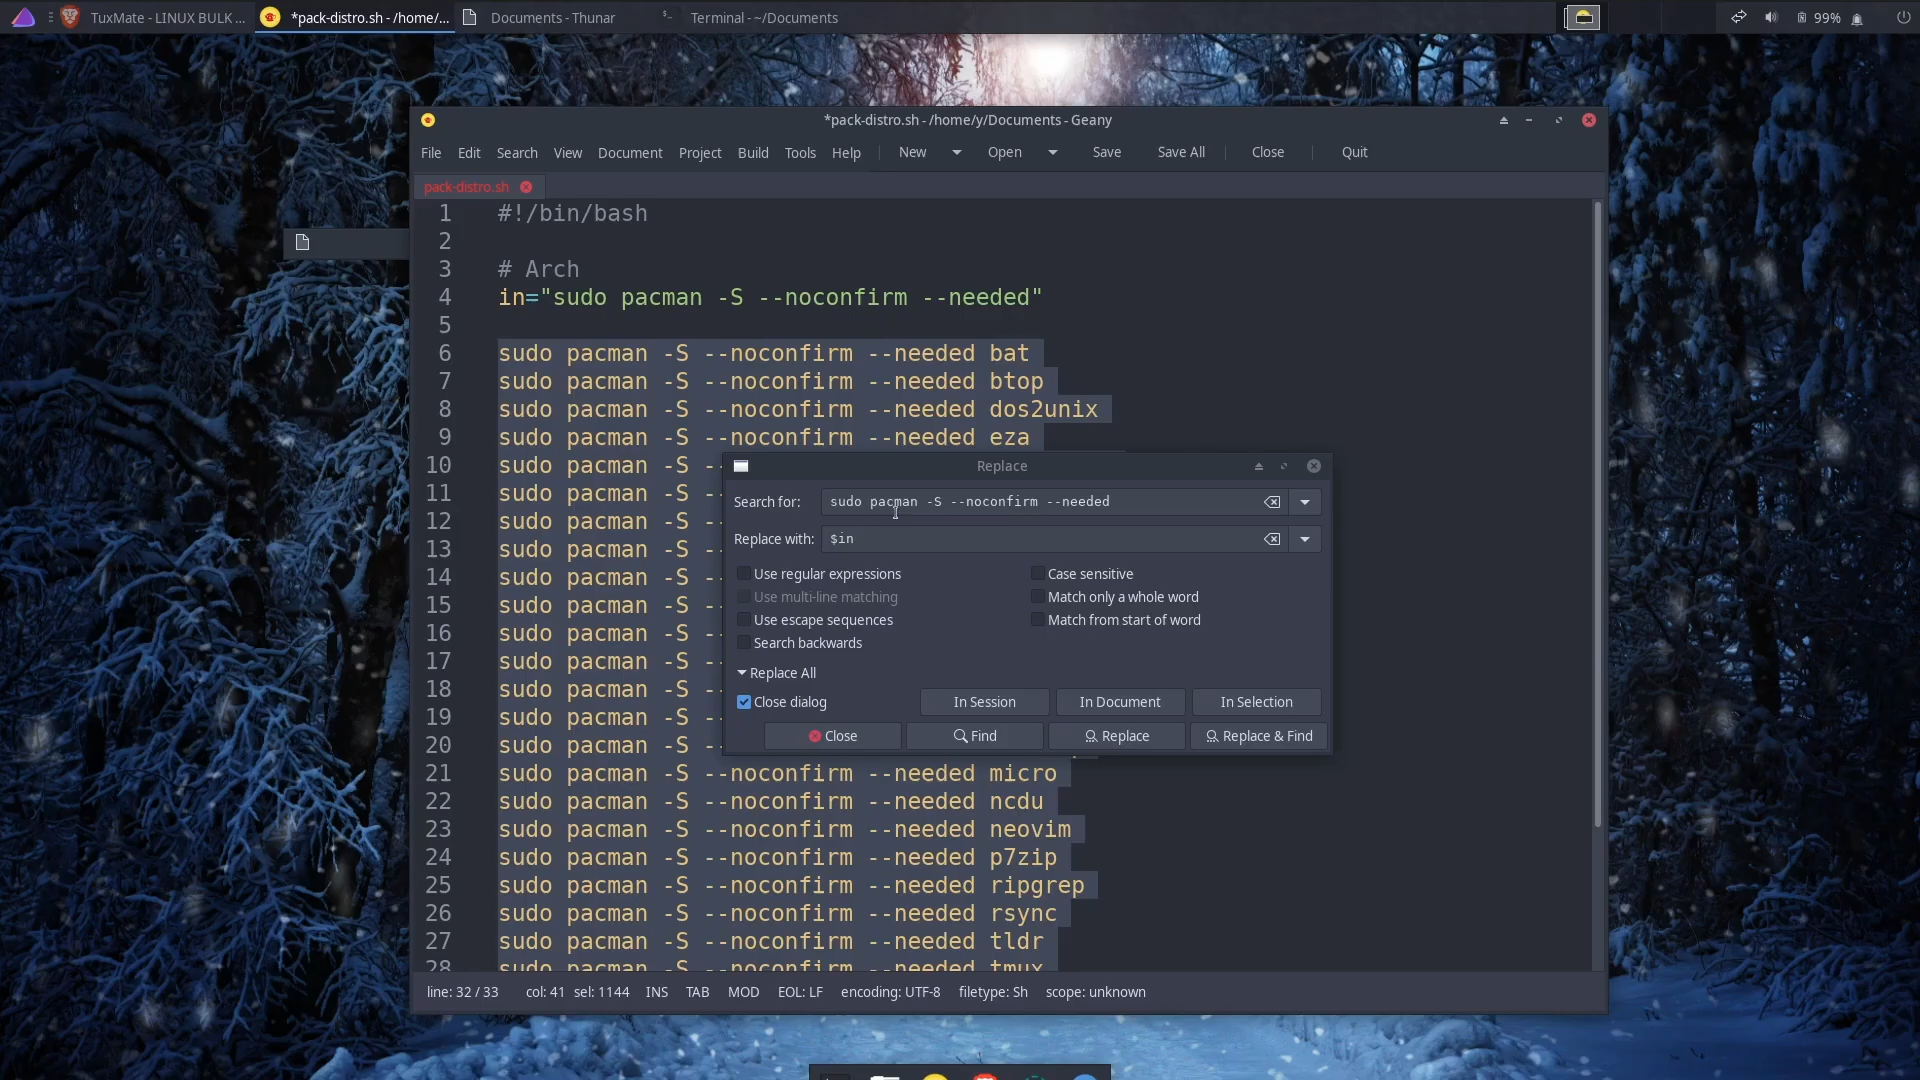 TuxMate - LINUX BULK ...
*pack-distro.sh - /home/...
Documents - Thunar
Terminal - ~/Documents
99%
*pack-distro.sh - /home/y/Documents - Geany
File Edit Search View Document Project Build Tools Help New Open Save Save All Close Quit
pack-distro.sh
1 #!/bin/bash
2
3 # Arch
4 in="sudo pacman -S --noconfirm --needed"
5
6 sudo pacman -S --noconfirm --needed bat
7 sudo pacman -S --noconfirm --needed btop
8 sudo pacman -S --noconfirm --needed dos2unix
9 sudo pacman -S --noconfirm --needed eza
10 sudo pacman -S -
11 sudo pacman -S -
12 sudo pacman -S -
13 sudo pacman -S -
14 sudo pacman -S -
15 sudo pacman -S -
16 sudo pacman -S -
17 sudo pacman -S -
18 sudo pacman -S -
19 sudo pacman -S -
20 sudo pacman -S -
21 sudo pacman -S --noconfirm --needed micro
22 sudo pacman -S --noconfirm --needed ncdu
23 sudo pacman -S --noconfirm --needed neovim
24 sudo pacman -S --noconfirm --needed p7zip
25 sudo pacman -S --noconfirm --needed ripgrep
26 sudo pacman -S --noconfirm --needed rsync
27 sudo pacman -S --noconfirm --needed tldr
28 sudo pacman -S --noconfirm --needed tmux
Replace
Search for: sudo pacman -S --noconfirm --needed
Replace with: $in
Use regular expressions
Case sensitive
Use multi-line matching
Match only a whole word
Use escape sequences
Match from start of word
Search backwards
Replace All
Close dialog
In Session
In Document
In Selection
Close
Find
Replace
Replace & Find
line: 32 / 33 col: 41 sel: 1144 INS TAB MOD EOL: LF encoding: UTF-8 filetype: Sh scope: unknown